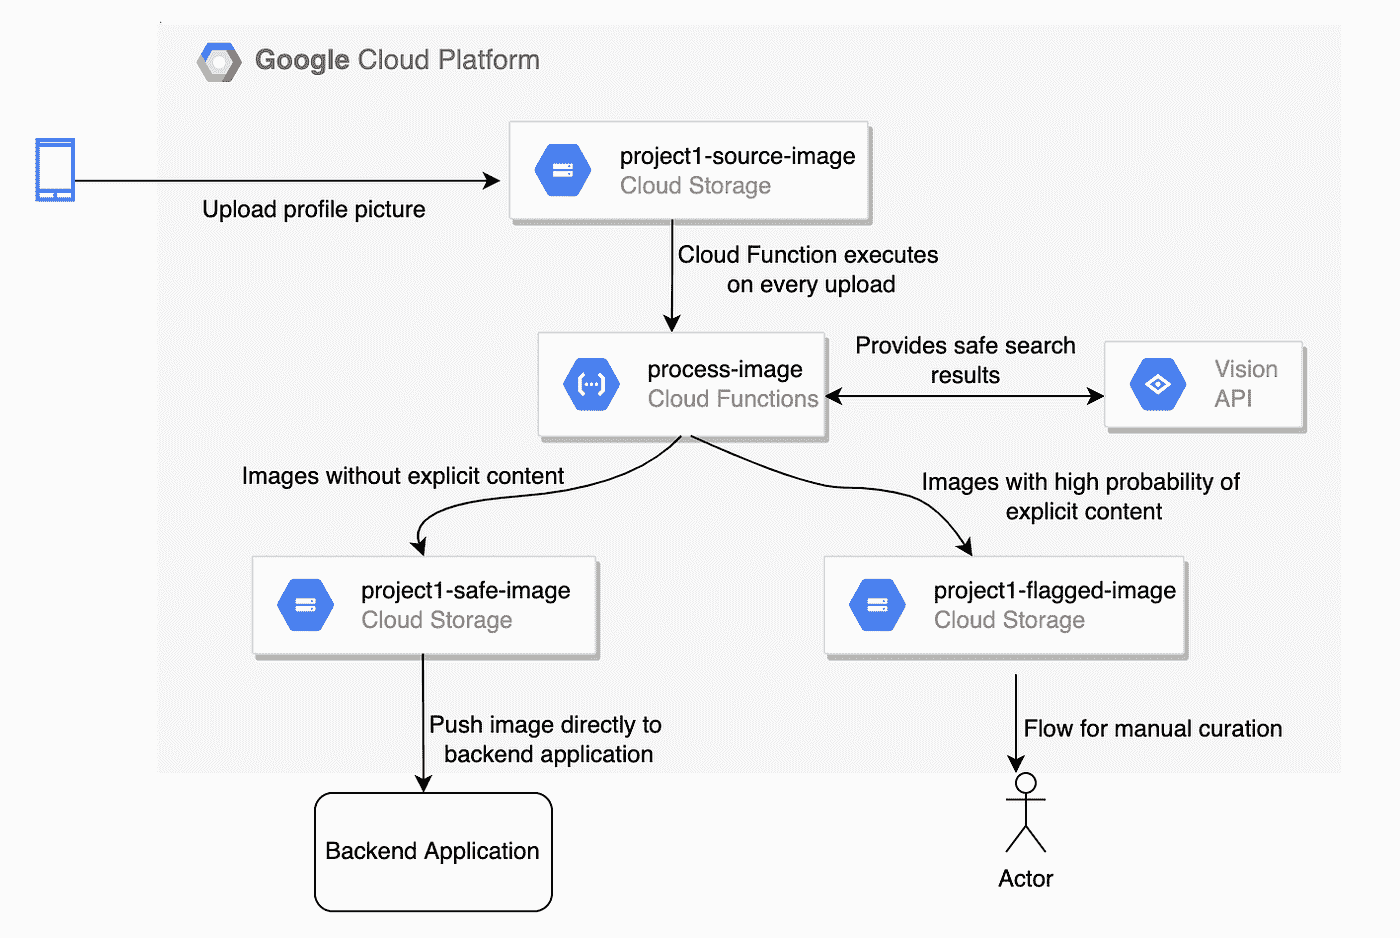 Google Cloud Platform
project1-source-image
Cloud Storage
Upload profile picture
Cloud Function executes
on every upload
process-image
Cloud Functions
Provides safe search
results
Vision
API
Images without explicit content
Images with high probability of
explicit content
project1-safe-image
Cloud Storage
project1-flagged-image
Cloud Storage
Push image directly to
backend application
Flow for manual curation
Backend Application
Actor